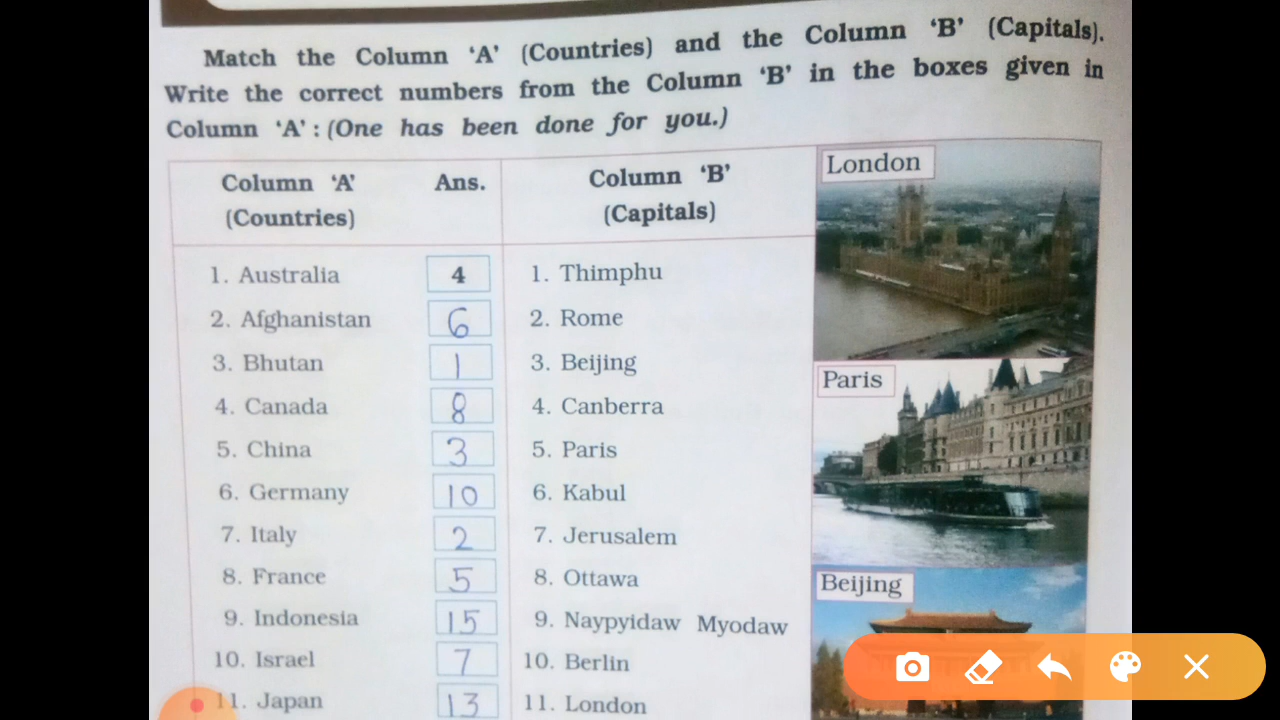 Match the Column ‘A’ (Countries) and the Column ‘B’ (Capitals).
Write the correct numbers from the Column ‘B’ in the boxes given in
Column ‘A’ : (One has been done for you.)
Column ‘A’ Ans. Column ‘B’
(Countries) (Capitals)
1. Australia 4 1. Thimphu
2. Afghanistan 6 2. Rome
3. Bhutan 1 3. Beijing
4. Canada 8 4. Canberra
5. China 3 5. Paris
6. Germany 10 6. Kabul
7. Italy 2 7. Jerusalem
8. France 5 8. Ottawa
9. Indonesia 15 9. Naypyidaw Myodaw
10. Israel 7 10. Berlin
11. Japan 13 11. London
London
Paris
Beijing